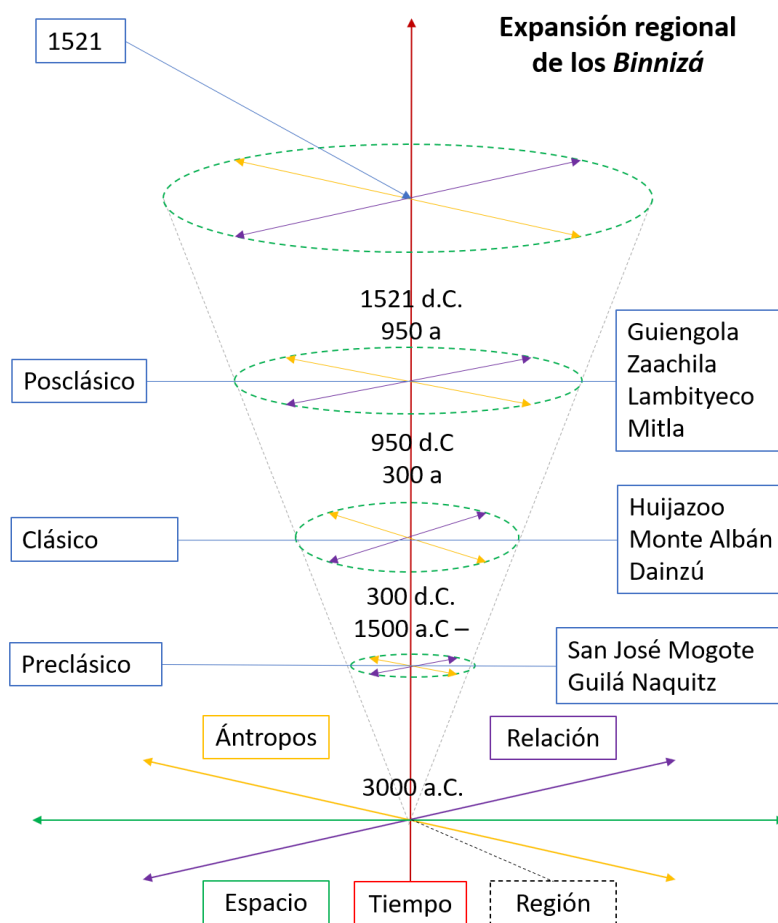 Expansión regional
de los Binnizá
1521
1521 d.C.
950 a
Posclásico
Guiengola
Zaachila
Lambityeco
Mitla
950 d.C
300 a
Clásico
Huijazoo
Monte Albán
Dainzú
300 d.C.
1500 a.C –
Preclásico
San José Mogote
Guilá Naquitz
Ántropos
Relación
3000 a.C.
Espacio
Tiempo
Región